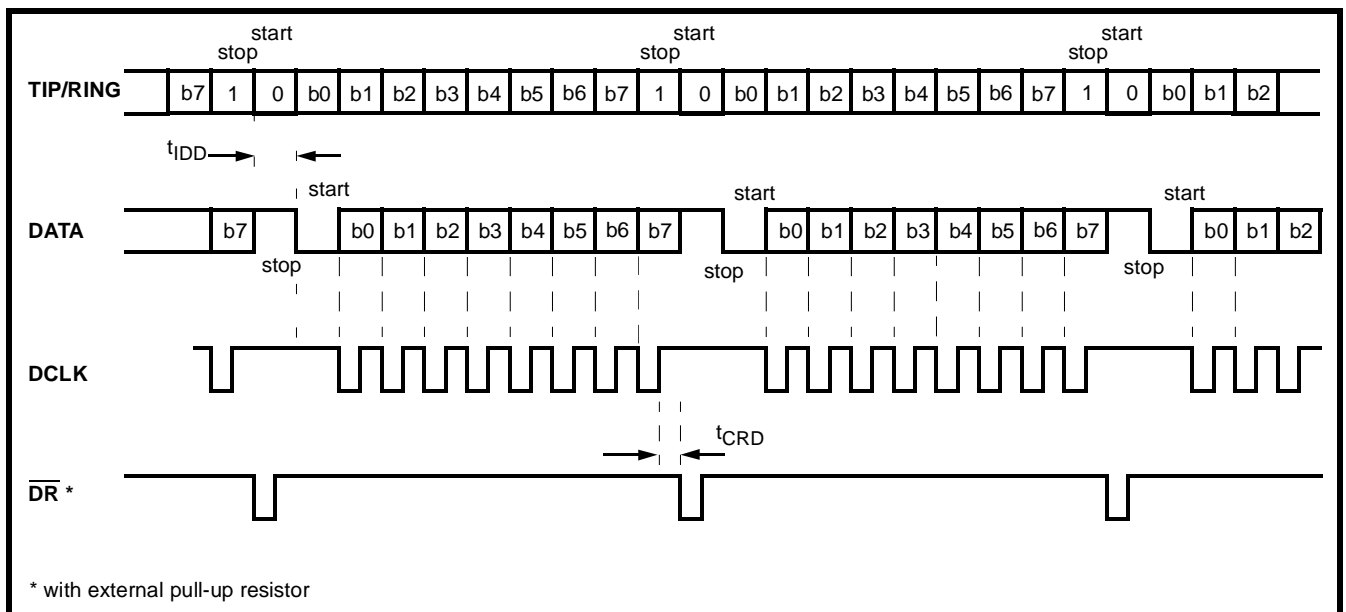 start start start
stop stop stop
TIP/RING b7 1 0 b0 b1 b2 b3 b4 b5 b6 b7 1 0 b0 b1 b2 b3 b4 b5 b6 b7 1 0 b0 b1 b2
tIDD
start start start
DATA b7 b0 b1 b2 b3 b4 b5 b6 b7 b0 b1 b2 b3 b4 b5 b6 b7 b0 b1 b2
stop stop stop
DCLK
tCRD
DR *
* with external pull-up resistor